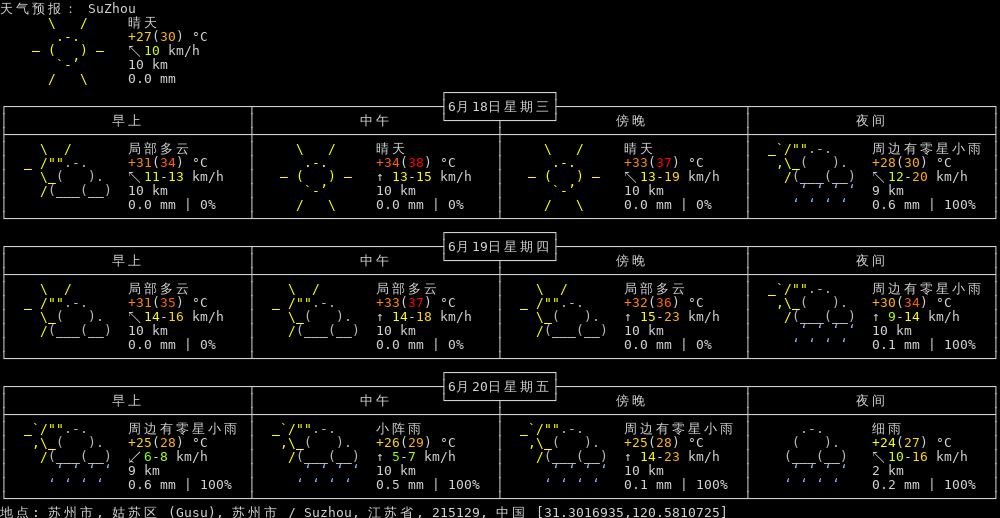 天气预报: SuZhou
晴天
+27(30) °C
↖ 10 km/h
10 km
0.0 mm
6月18日星期三
早上 中午 傍晚 夜间
局部多云 晴天 晴天 周边有零星小雨
+31(34) °C +34(38) °C +33(37) °C +28(30) °C
↖ 11-13 km/h ↑ 13-15 km/h ↖ 13-19 km/h ↖ 12-20 km/h
10 km 10 km 10 km 9 km
0.0 mm | 0% 0.0 mm | 0% 0.0 mm | 0% 0.6 mm | 100%
6月19日星期四
早上 中午 傍晚 夜间
局部多云 局部多云 局部多云 周边有零星小雨
+31(35) °C +33(37) °C +32(36) °C +30(34) °C
↖ 14-16 km/h ↑ 14-18 km/h ↑ 15-23 km/h ↑ 9-14 km/h
10 km 10 km 10 km 10 km
0.0 mm | 0% 0.0 mm | 0% 0.0 mm | 0% 0.1 mm | 100%
6月20日星期五
早上 中午 傍晚 夜间
周边有零星小雨 小阵雨 周边有零星小雨 细雨
+25(28) °C +26(29) °C +25(28) °C +24(27) °C
↙ 6-8 km/h ↑ 5-7 km/h ↑ 14-23 km/h ↖ 10-16 km/h
9 km 10 km 10 km 2 km
0.6 mm | 100% 0.5 mm | 100% 0.1 mm | 100% 0.2 mm | 100%
地点: 苏州市, 姑苏区 (Gusu), 苏州市 / Suzhou, 江苏省, 215129, 中国 [31.3016935,120.5810725]